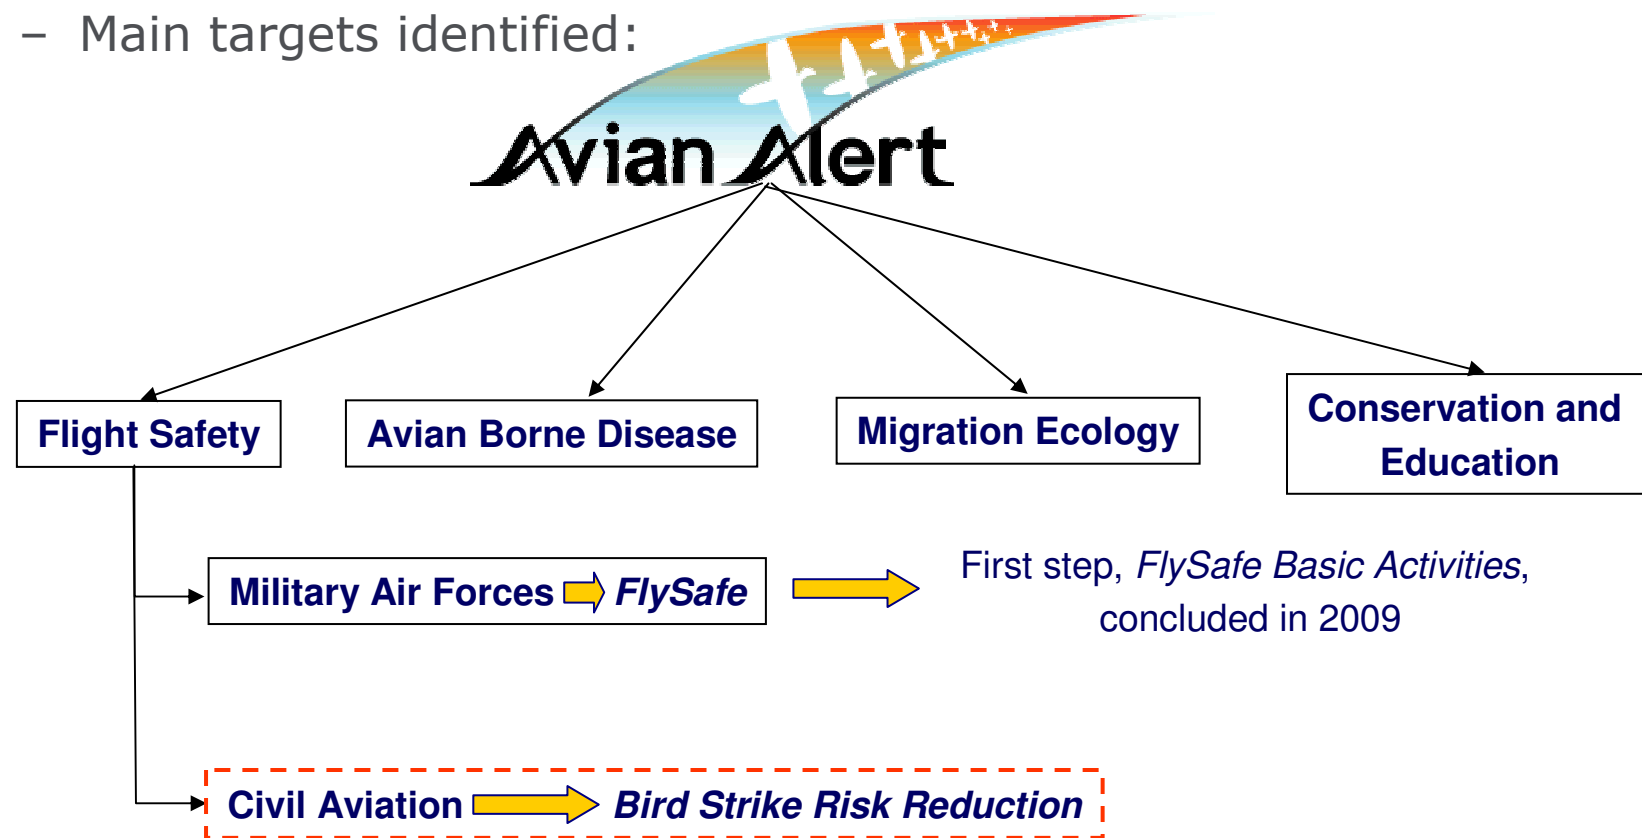 – Main targets identified:
Avian Alert
Flight Safety
Avian Borne Disease
Migration Ecology
Conservation and
Education
Military Air Forces FlySafe
First step, FlySafe Basic Activities,
concluded in 2009
Civil Aviation Bird Strike Risk Reduction